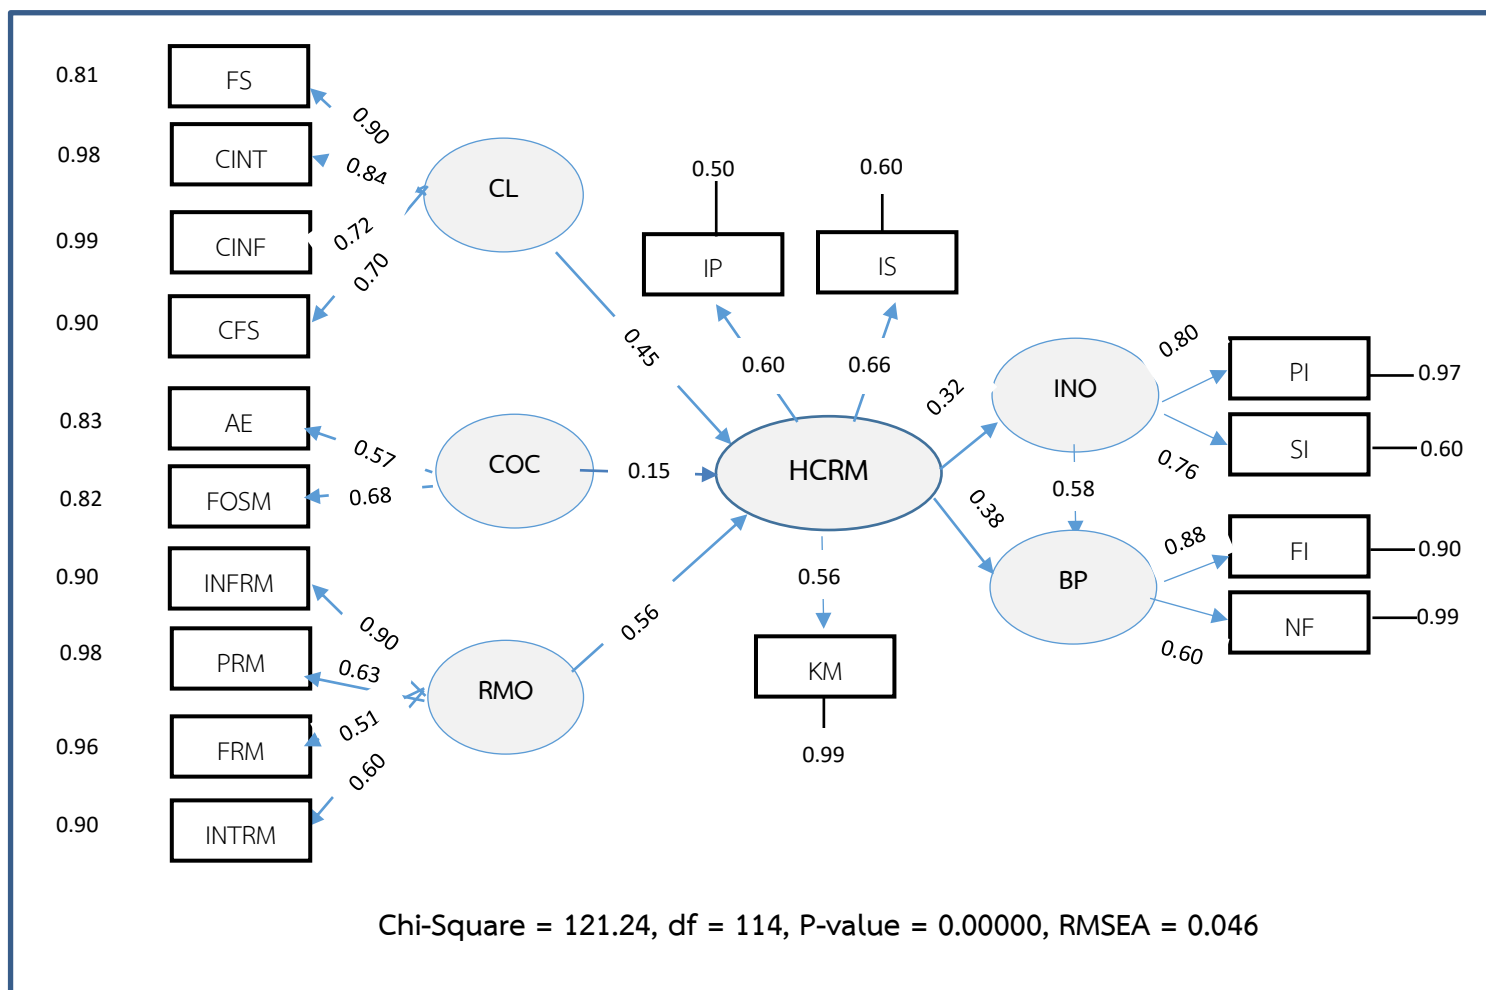 0.81
FS
0.90
0.98
CINT
0.84
CL
0.99
CINF
0.72
0.90
CFS
0.70
0.50
IP
0.60
IS
0.45
0.60
0.66
0.83
AE
0.57
0.82
FOSM
0.68
COC
0.15
HCRM
0.32
INO
0.80
PI
0.97
0.76
SI
0.60
0.58
0.38
BP
0.88
FI
0.90
0.60
NF
0.99
0.90
INFRM
0.90
0.98
PRM
0.63
RMO
0.56
0.56
KM
0.99
0.96
FRM
0.51
0.90
INTRM
0.60
Chi-Square = 121.24, df = 114, P-value = 0.00000, RMSEA = 0.046